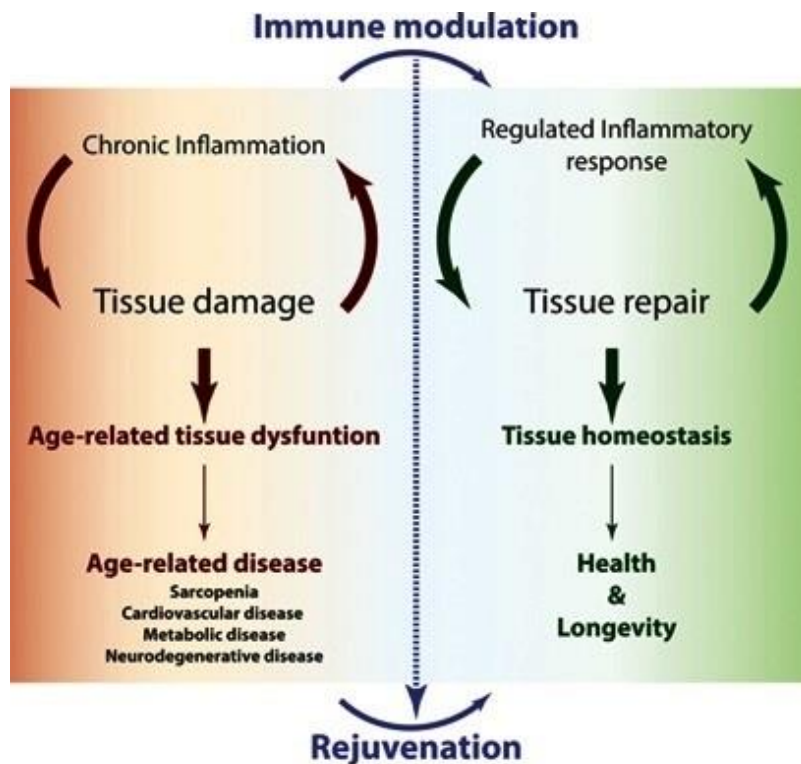 Immune modulation
Chronic Inflammation
Tissue damage
Age-related tissue dysfuntion
Age-related disease
Sarcopenia
Cardiovascular disease
Metabolic disease
Neurodegenerative disease
Regulated Inflammatory
response
Tissue repair
Tissue homeostasis
Health
&
Longevity
Rejuvenation